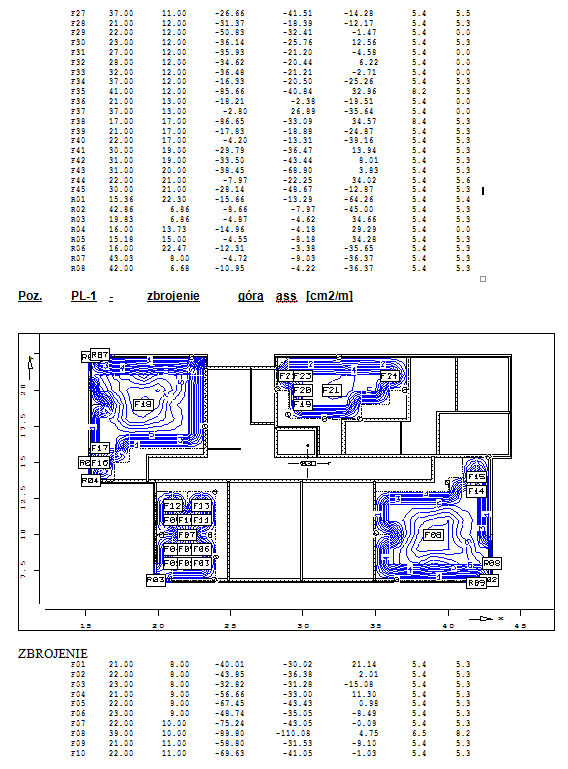 F27 37.00 11.00 -26.66 -41.51 -14.28 5.4 5.5
F28 21.00 12.00 -31.37 -18.39 -12.17 5.4 5.3
F29 22.00 12.00 -50.83 -32.41 -1.47 5.4 0.0
F30 23.00 12.00 -36.14 -25.76 12.56 5.4 5.3
F31 27.00 12.00 -35.93 -21.20 -4.58 5.4 0.0
F32 28.00 12.00 -34.62 -20.44 6.22 5.4 0.0
F33 32.00 12.00 -36.48 -21.21 -2.71 5.4 0.0
F34 37.00 12.00 -16.33 -20.50 -25.26 5.4 5.3
F35 41.00 12.00 -85.66 -40.84 32.96 8.2 5.3
F36 21.00 13.00 -18.21 -2.38 -19.51 5.4 0.0
F37 37.00 13.00 -2.80 26.89 -35.64 5.4 0.0
F38 17.00 17.00 -86.65 -33.09 34.57 8.4 5.3
F39 21.00 17.00 -17.83 -18.88 -24.87 5.4 5.3
F40 22.00 17.00 -4.20 -13.31 -39.16 5.4 5.3
F41 30.00 19.00 -29.79 -36.47 13.94 5.4 5.3
F42 31.00 19.00 -33.50 -43.44 8.01 5.4 5.3
F43 31.00 20.00 -38.45 -68.90 3.83 5.4 5.3
F44 22.00 21.00 -7.97 -22.25 34.02 5.4 5.6
F45 30.00 21.00 -28.14 -48.67 -12.87 5.4 5.3
R01 15.36 22.30 -15.66 -13.29 -64.26 5.4 5.4
R02 42.86 6.86 -8.66 -7.97 -45.00 5.4 5.3
R03 19.83 6.86 -4.87 -4.62 34.66 5.4 5.3
R04 16.00 13.73 -14.96 -4.18 29.29 5.4 0.0
R05 15.18 15.00 -4.55 -8.18 34.28 5.4 5.3
R06 16.00 22.47 -12.31 -3.38 -35.65 5.4 5.3
R07 43.03 8.00 -4.72 -9.03 -36.37 5.4 5.3
R08 42.00 6.68 -10.95 -4.22 -36.37 5.4 5.3
Poz. PL-1 - zbrojenie góra ass [cm2/m]
R07
F19
F17
F16
R04
F23
F24
F20
F21
F19
F15
F14
F12
F13
F11
F07
F06
F03
R03
F08
R08
R09
20
17.5
15
12.5
10
7.5
15 20 25 30 35 40 45
x
ZBROJENIE
F01 21.00 8.00 -40.01 -30.02 21.14 5.4 5.3
F02 22.00 8.00 -43.85 -36.38 2.01 5.4 5.3
F03 23.00 8.00 -32.82 -31.28 -15.08 5.4 5.3
F04 21.00 9.00 -56.66 -33.00 11.30 5.4 5.3
F05 22.00 9.00 -67.45 -43.43 0.98 5.4 5.3
F06 23.00 9.00 -48.74 -35.05 -8.49 5.4 5.3
F07 22.00 10.00 -75.24 -43.05 -0.09 5.4 5.3
F08 39.00 10.00 -89.80 -110.08 4.75 6.5 8.2
F09 21.00 11.00 -58.80 -31.53 -9.10 5.4 5.3
F10 22.00 11.00 -69.63 -41.05 -1.03 5.4 5.3